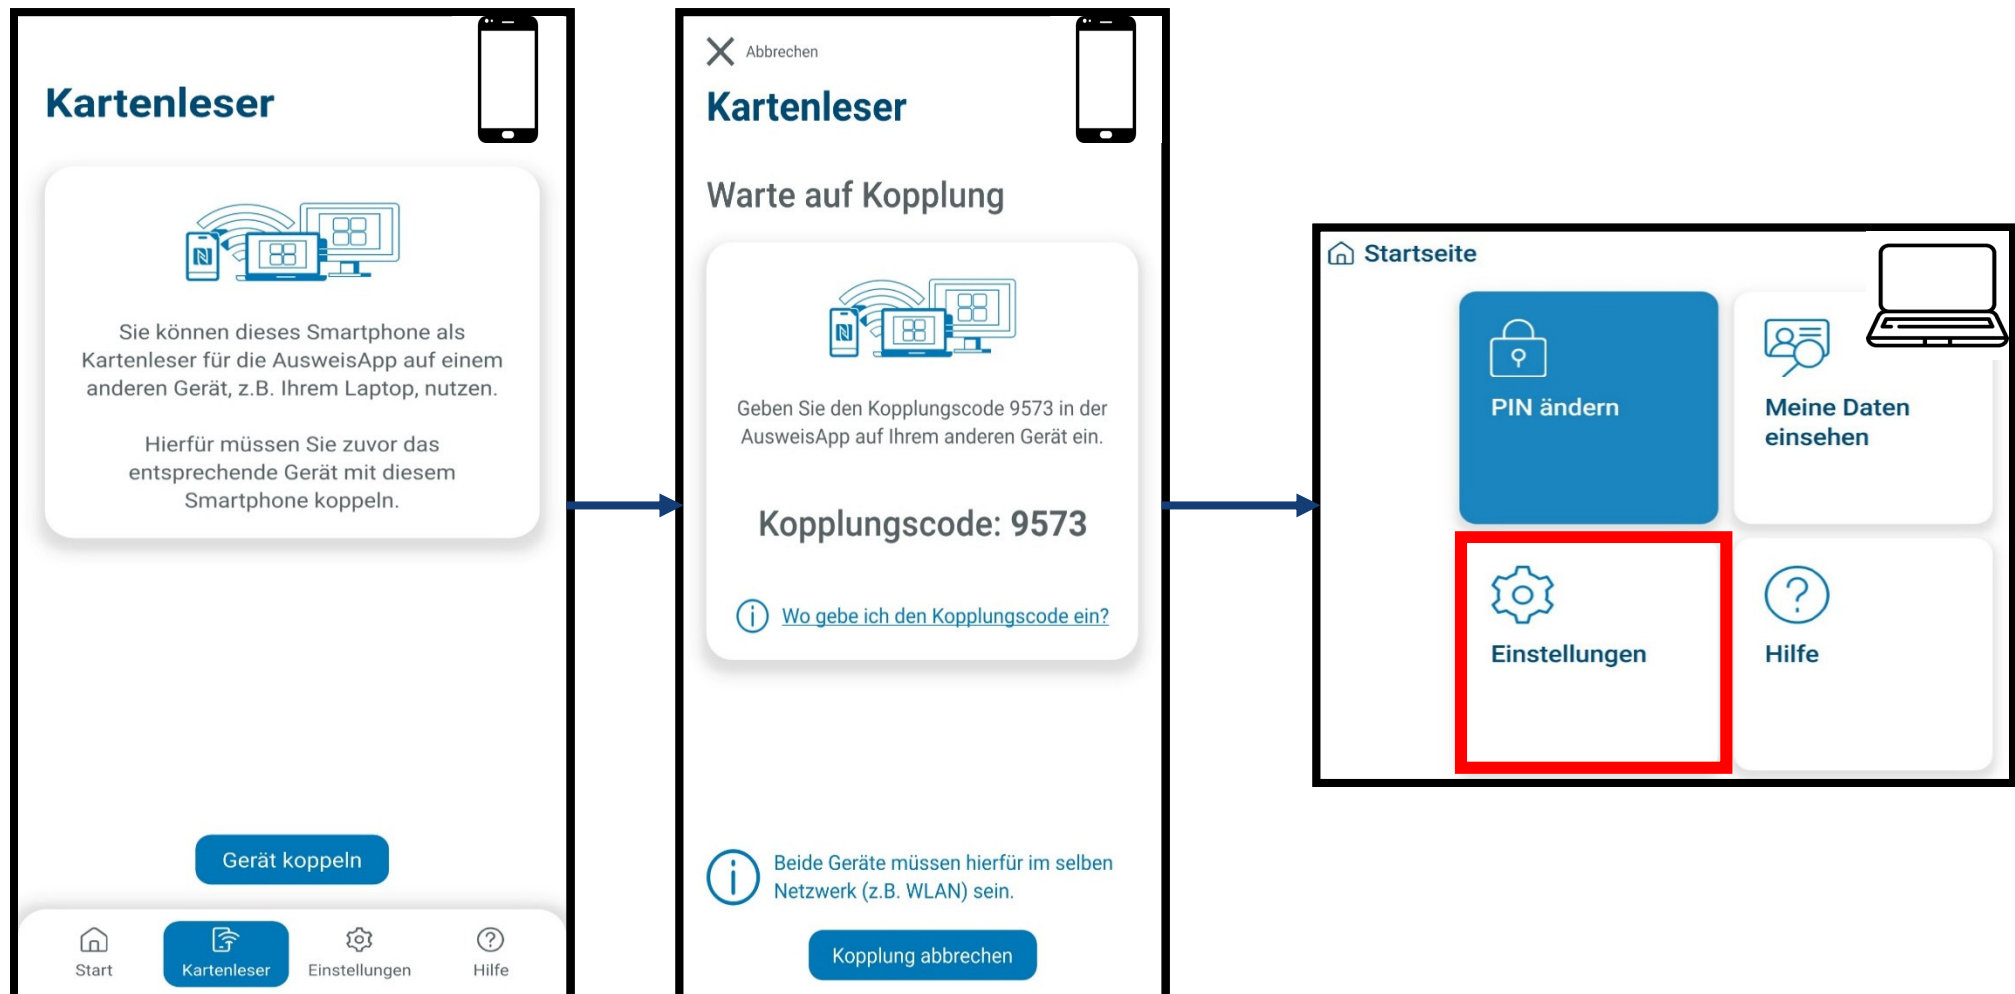 Kartenleser
Sie können dieses Smartphone als
Kartenleser für die AusweisApp auf einem
anderen Gerät, z.B. Ihrem Laptop, nutzen.
Hierfür müssen Sie zuvor das
entsprechende Gerät mit diesem
Smartphone koppeln.
Gerät koppeln
Start
Kartenleser
Einstellungen
Hilfe
Abbrechen
Kartenleser
Warte auf Kopplung
Geben Sie den Kopplungscode 9573 in der
AusweisApp auf Ihrem anderen Gerät ein.
Kopplungscode: 9573
Wo gebe ich den Kopplungscode ein?
Beide Geräte müssen hierfür im selben
Netzwerk (z.B. WLAN) sein.
Kopplung abbrechen
Startseite
PIN ändern
Meine Daten
einsehen
Einstellungen
Hilfe